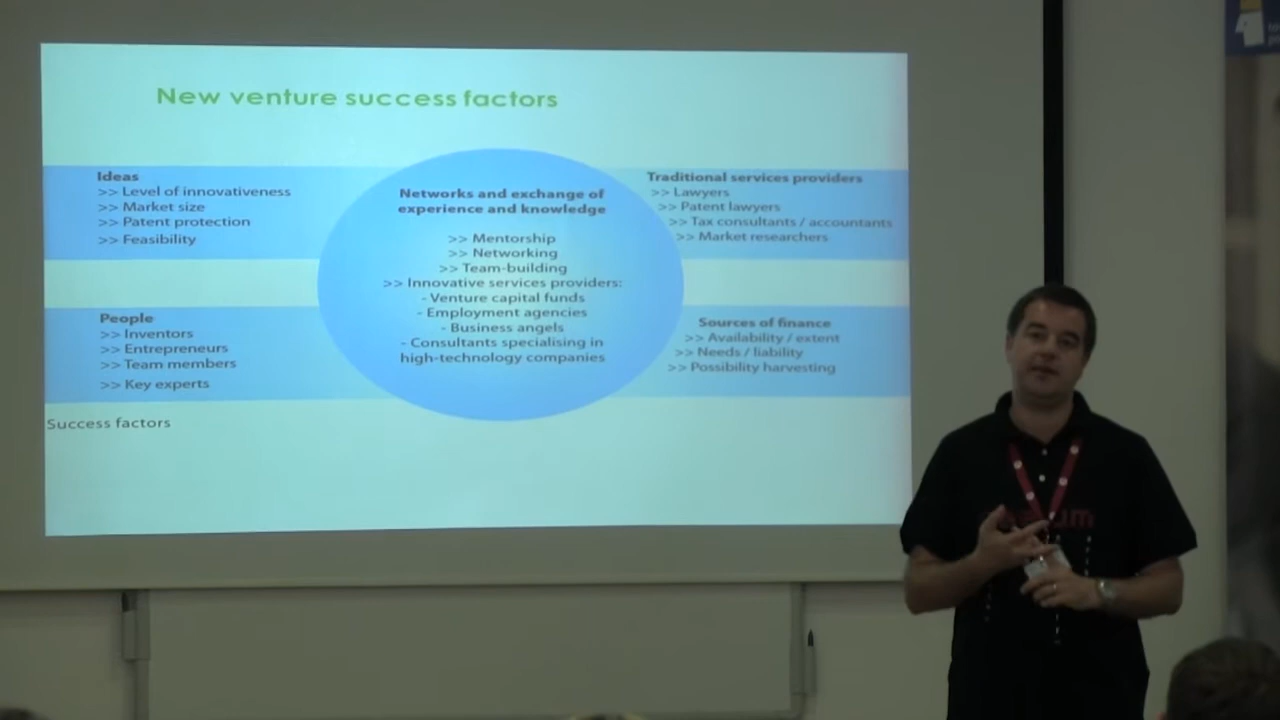 New venture success factors
Ideas
>> Level of innovativeness
>> Market size
>> Patent protection
>> Feasibility
People
>> Inventors
>> Entrepreneurs
>> Team members
>> Key experts
Success factors
Networks and exchange of
experience and knowledge
>> Mentorship
>> Networking
>> Team-building
>> Innovative services providers:
- Venture capital funds
- Employment agencies
- Business angels
- Consultants specialising in
high-technology companies
Traditional services providers
>> Lawyers
>> Patent lawyers
>> Tax consultants / accountants
>> Market researchers
Sources of finance
>> Availability / extent
>> Needs / liability
>> Possibility harvesting